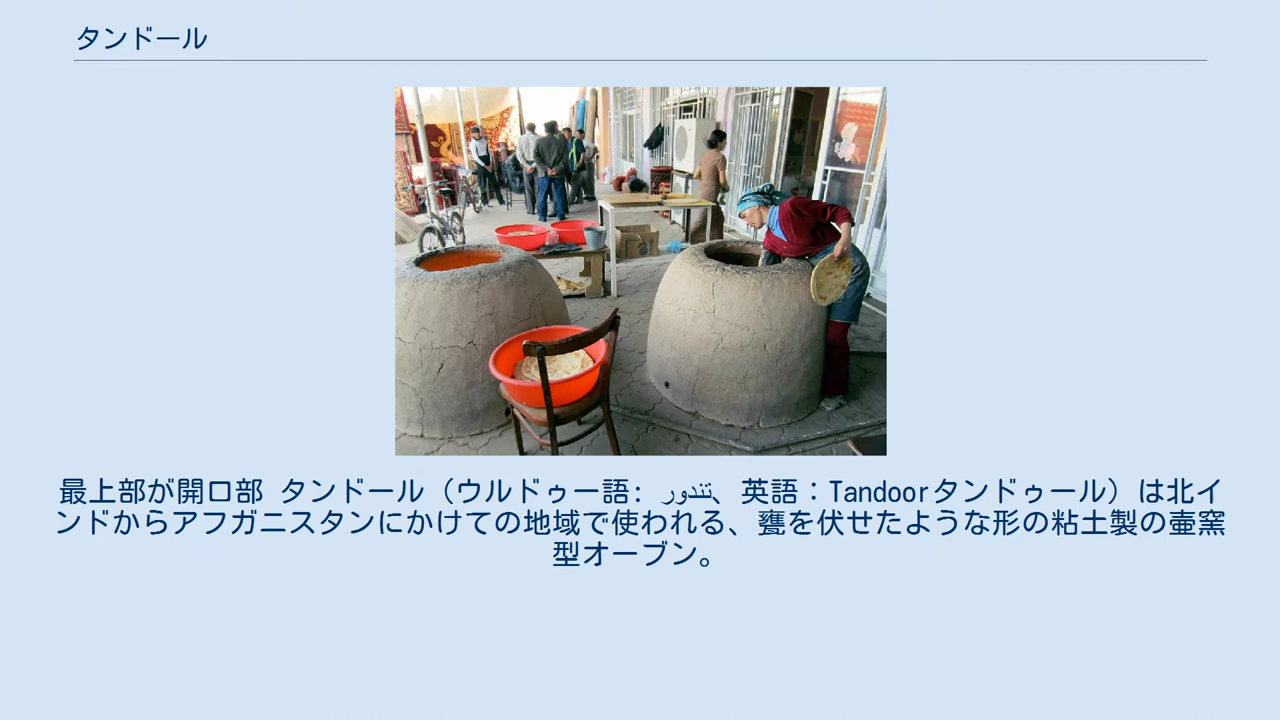 タンドール
最上部が開口部 タンドール（ウルドゥー語: تندور、英語：Tandoorタンドゥール）は北イ
ンドからアフガニスタンにかけての地域で使われる、甕を伏せたような形の粘土製の壷窯
型オーブン。